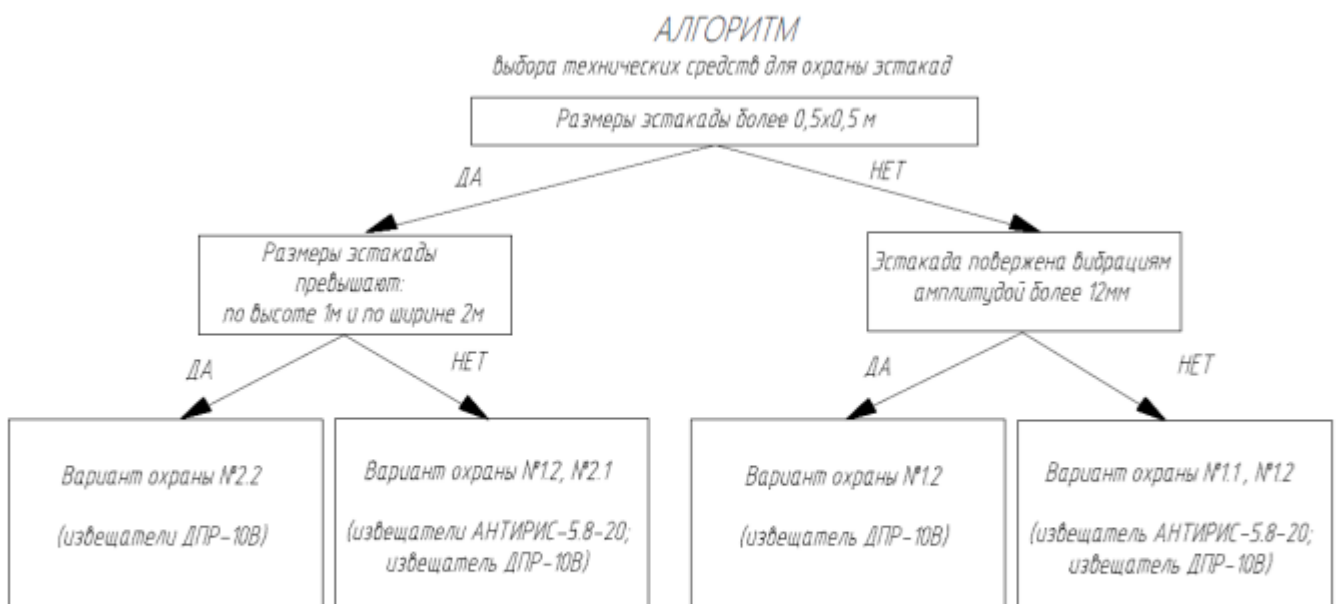 АЛГОРИТМ
выбора технических средств для охраны эстакад
Размеры эстакады более 0,5х0,5 м
ДА
НЕТ
Размеры эстакады
превышают:
по высоте 1м и по ширине 2м
Эстакада повержена вибрациям
амплитудой более 12мм
ДА
НЕТ
ДА
НЕТ
Вариант охраны №2.2
(извещатели ДПР-10В)
Вариант охраны №1.2, №2.1
(извещатели АНТИРИС-5.8-20;
извещатель ДПР-10В)
Вариант охраны №1.2
(извещатель ДПР-10В)
Вариант охраны №1.1, №1.2
(извещатель АНТИРИС-5.8-20;
извещатель ДПР-10В)